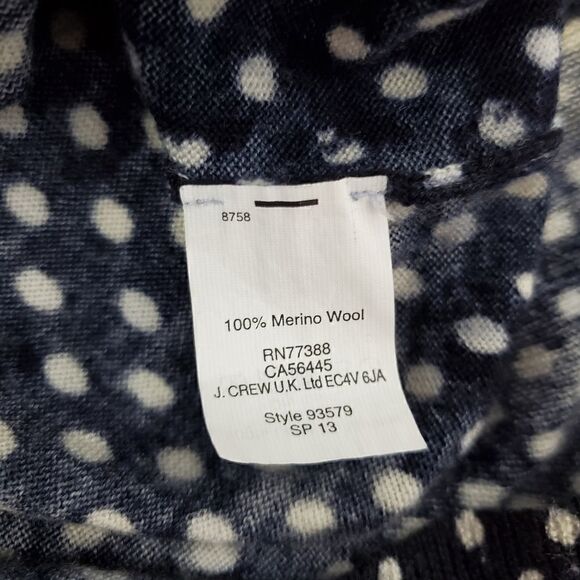 8758
100% Merino Wool
RN77388
CA56445
J. CREW U.K. Ltd EC4V 6JA
Style 93579
SP 13